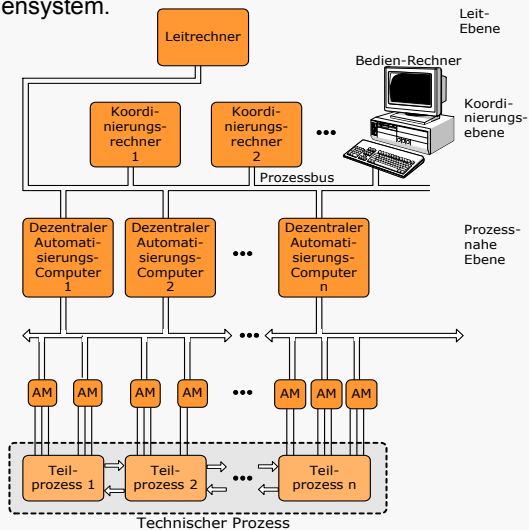 ensystem.
Leit-
Ebene
Leitrechner
Bedien-Rechner
Koordi-
nierungs-
rechner
1
Koordi-
nierungs-
rechner
2
•••
Koordi-
nierungs-
ebene
Prozessbus
Dezentraler
Automati-
sierungs-
Computer
1
Dezentraler
Automati-
sierungs-
Computer
2
•••
Dezentraler
Automati-
sierungs-
Computer
n
Prozess-
nahe
Ebene
•••
AM
AM
AM
AM
•••
AM
AM
AM
Teil-
prozess 1
Teil-
prozess 2
•••
Teil-
prozess n
Technischer Prozess